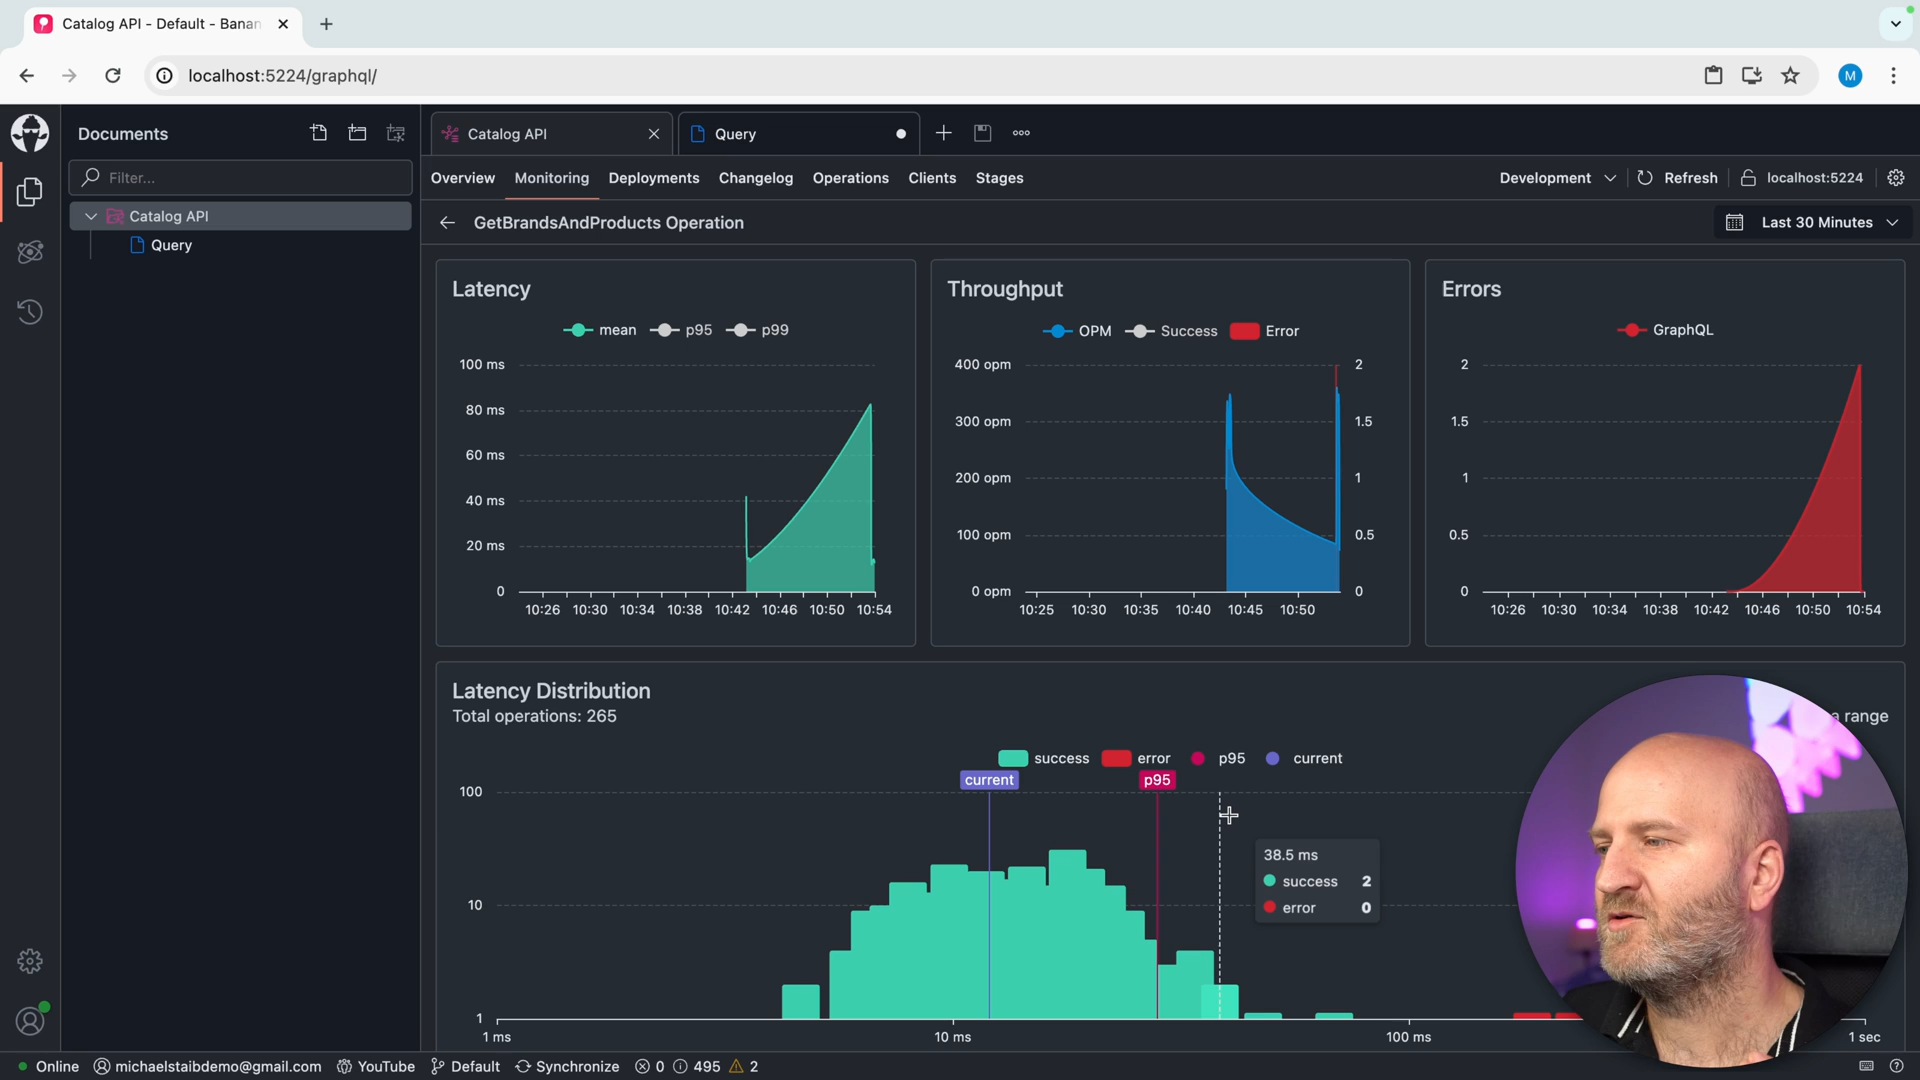 Catalog API - Default - Banan
localhost:5224/graphql/
M
Documents
Filter...
Catalog API
Query
Catalog API
Query
Overview
Monitoring
Deployments
Changelog
Operations
Clients
Stages
Development
Refresh
localhost:5224
GetBrandsAndProducts Operation
Last 30 Minutes
Latency
mean
p95
p99
100 ms
80 ms
60 ms
40 ms
20 ms
0
10:26 10:30 10:34 10:38 10:42 10:46 10:50 10:54
Throughput
OPM
Success
Error
400 opm
300 opm
200 opm
100 opm
0 opm
2
1.5
1
0.5
0
10:25 10:30 10:35 10:40 10:45 10:50
Errors
GraphQL
2
1.5
1
0.5
0
10:26 10:30 10:34 10:38 10:42 10:46 10:50 10:54
Latency Distribution
Total operations: 265
a range
success
error
p95
current
current
p95
100
10
1
38.5 ms
success 2
error 0
1 ms
10 ms
100 ms
1 sec
Online
michaelstaibdemo@gmail.com
YouTube
Default
Synchronize
0
495
2